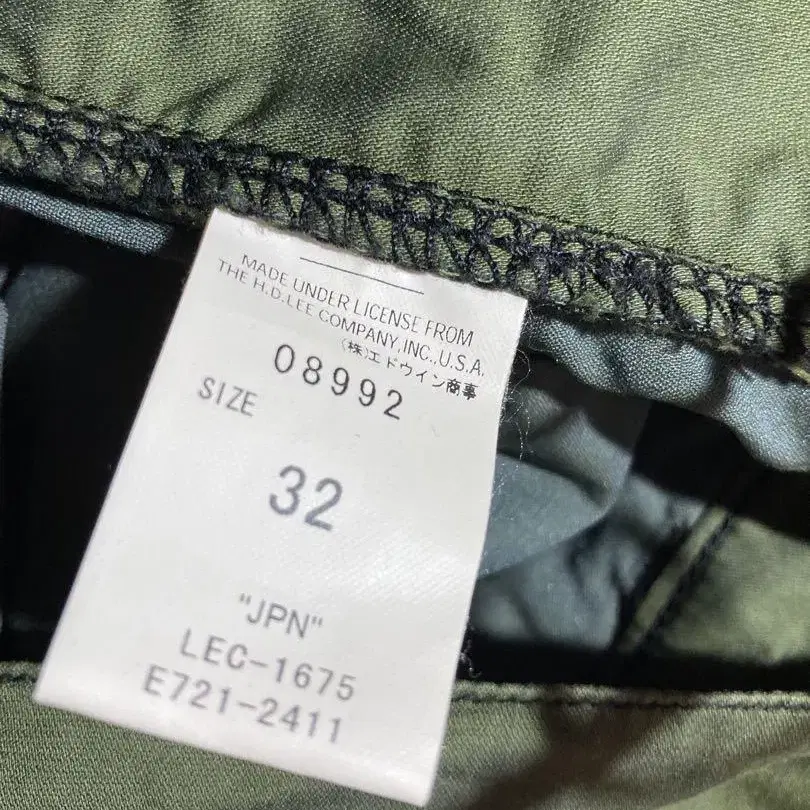 MADE UNDER LICENSE FROM
THE H.D.LEE COMPANY,INC.,U.S.A.
(株)エドウイン商事
08992
SIZE
32
"JPN"
LEC-1675
E721-2411